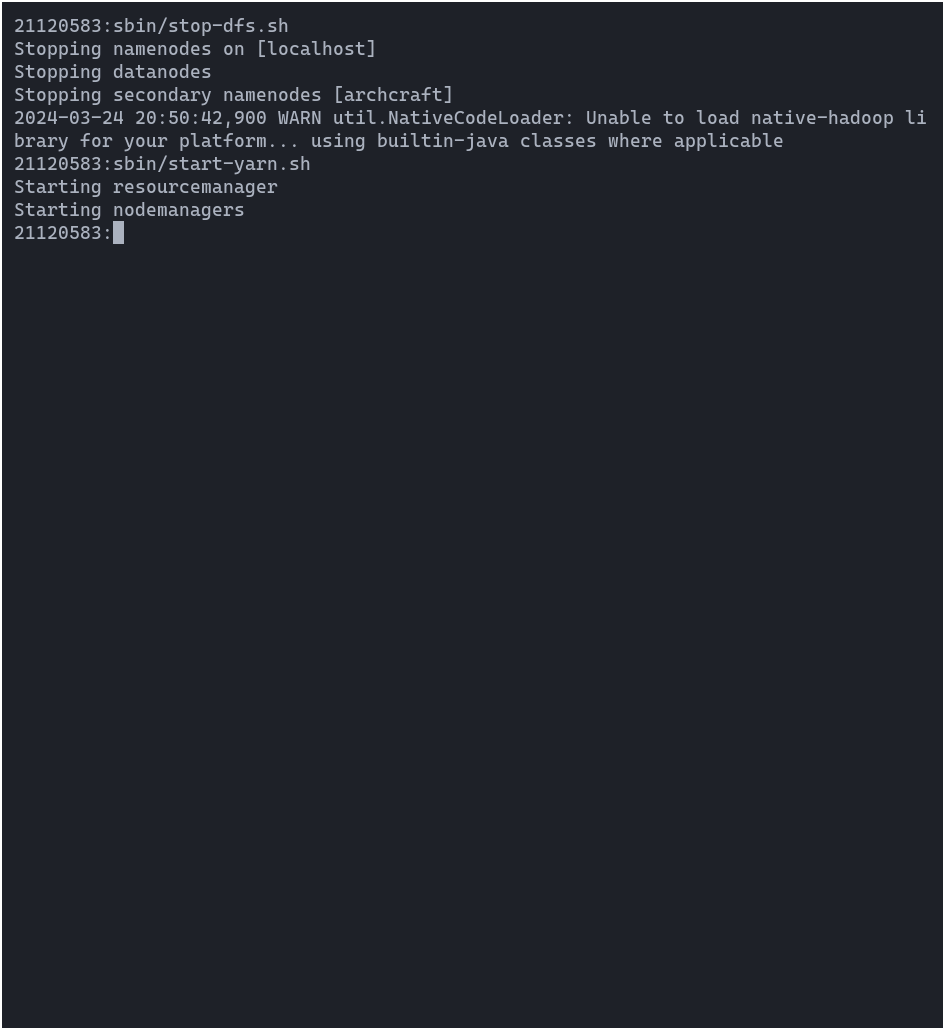 21120583:sbin/stop-dfs.sh
Stopping namenodes on [localhost]
Stopping datanodes
Stopping secondary namenodes [archcraft]
2024-03-24 20:50:42,900 WARN util.NativeCodeLoader: Unable to load native-hadoop li
brary for your platform... using builtin-java classes where applicable
21120583:sbin/start-yarn.sh
Starting resourcemanager
Starting nodemanagers
21120583: